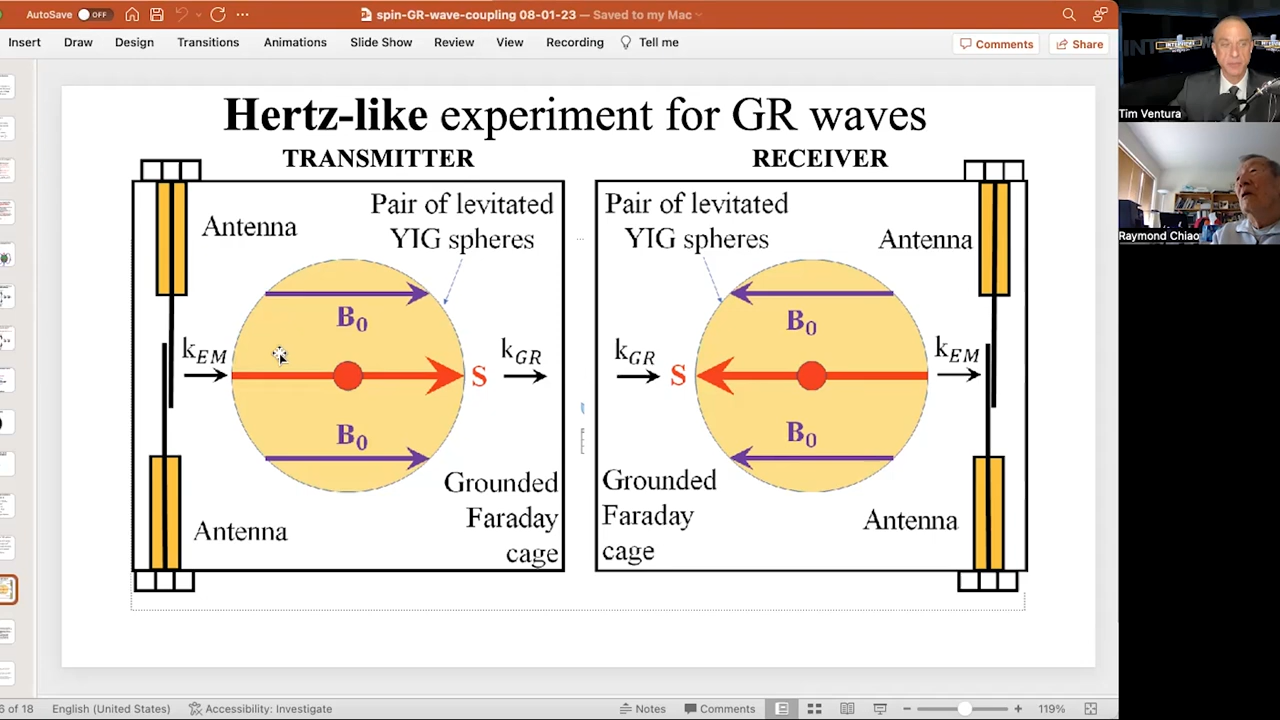 AutoSave OFF
spin-GR-wave-coupling 08-01-23 — Saved to my Mac
Insert Draw Design Transitions Animations Slide Show Review View Recording Tell me
Comments Share
Hertz-like experiment for GR waves
TRANSMITTER
RECEIVER
Antenna
Pair of levitated
YIG spheres
B0
kEM
S
kGR
B0
Antenna
Grounded
Faraday
cage
Pair of levitated
YIG spheres
Antenna
B0
kGR
S
kEM
B0
Grounded
Faraday
cage
Antenna
Tim Ventura
Raymond Chiao
6 of 18 English (United States) Accessibility: Investigate Notes Comments 119%